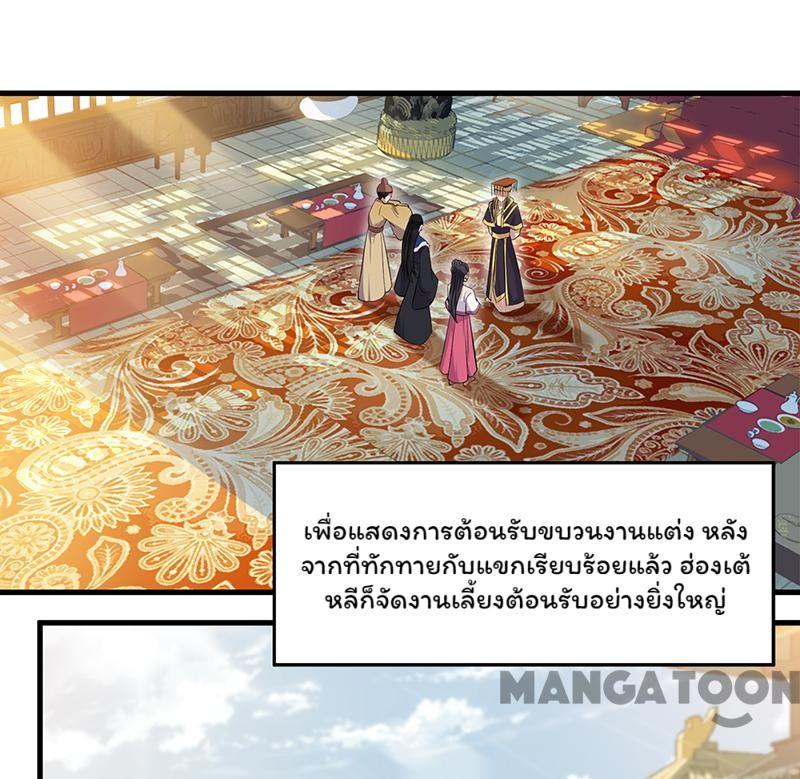 เพื่อแสดงการต้อนรับขบวนงานแต่ง หลัง
จากที่ทักทายกับแขกเรียบร้อยแล้ว ฮ่องเต้
หลีก็จัดงานเลี้ยงต้อนรับอย่างยิ่งใหญ่
MANGATOON